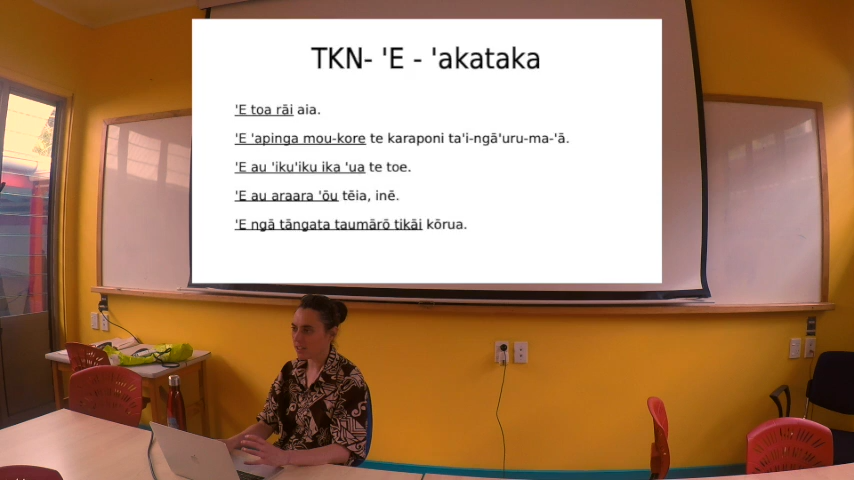 TKN- 'E - 'akataka
'E toa rāi aia.
'E 'apinga mou-kore te karaponi ta'i-ngā'uru-ma-'ā.
'E au 'iku'iku ika 'ua te toe.
'E au araara 'ōu tēia, inē.
'E ngā tāngata taumārō tikāi kōrua.